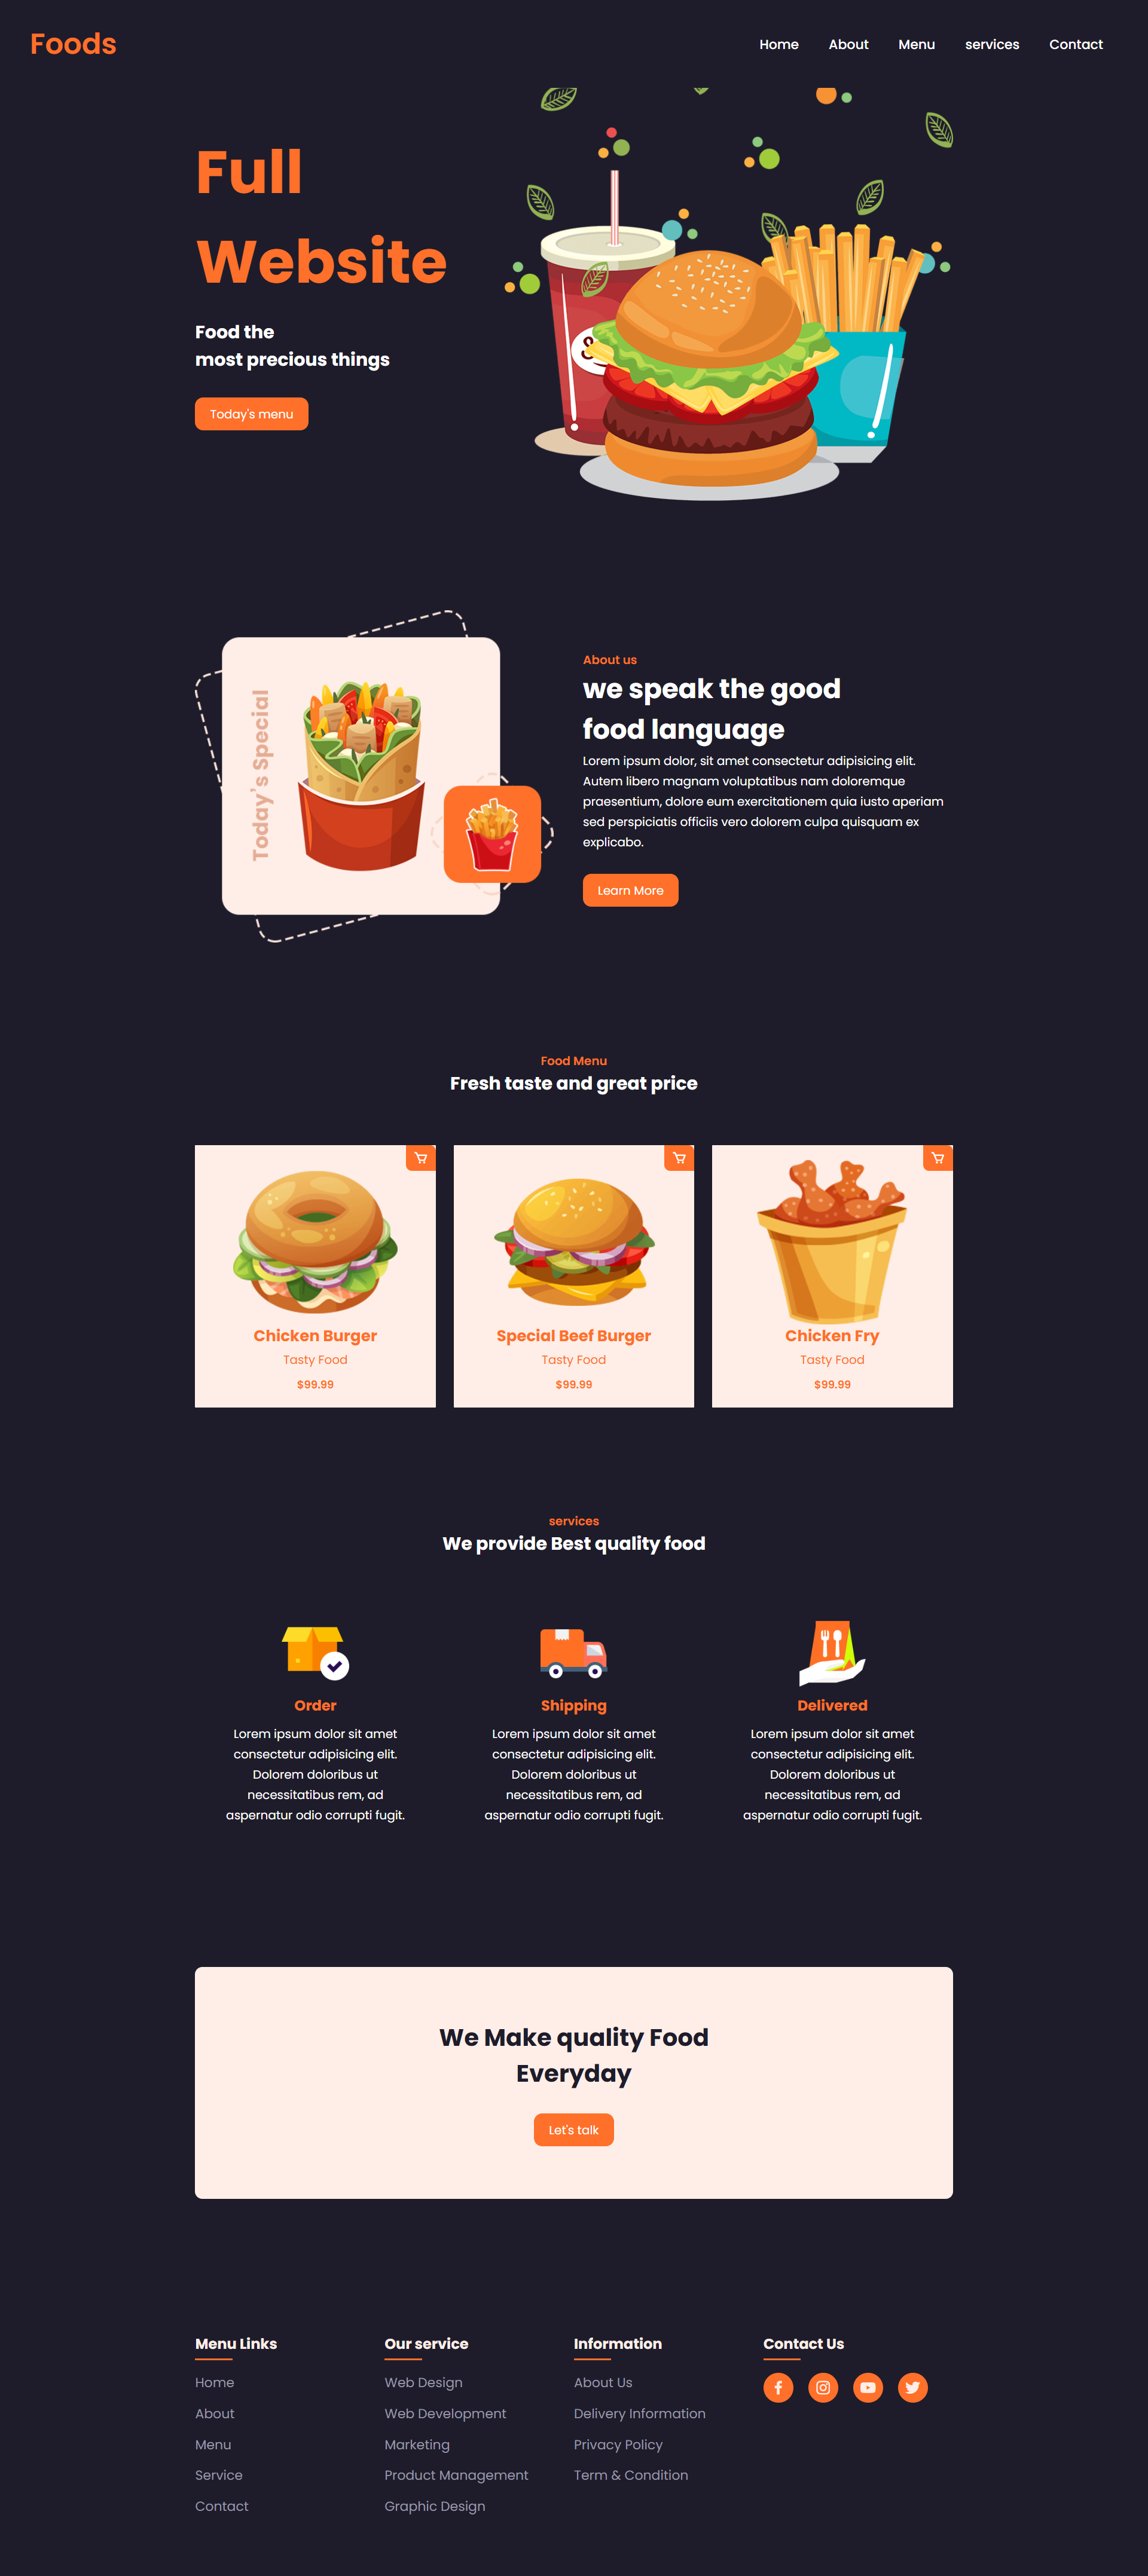 Foods
Home About Menu services Contact
Full
Website
Food the
most precious things
Today's menu
Today's Special
About us
we speak the good
food language
Lorem ipsum dolor, sit amet consectetur adipisicing elit.
Autem libero magnam voluptatibus nam doloremque
praesentium, dolore eum exercitationem quia iusto aperiam
sed perspiciatis officiis vero dolorem culpa quisquam ex
explicabo.
Learn More
Food Menu
Fresh taste and great price
Chicken Burger
Tasty Food
$99.99
Special Beef Burger
Tasty Food
$99.99
Chicken Fry
Tasty Food
$99.99
services
We provide Best quality food
Order
Lorem ipsum dolor sit amet
consectetur adipisicing elit.
Dolorem doloribus ut
necessitatibus rem, ad
aspernatur odio corrupti fugit.
Shipping
Lorem ipsum dolor sit amet
consectetur adipisicing elit.
Dolorem doloribus ut
necessitatibus rem, ad
aspernatur odio corrupti fugit.
Delivered
Lorem ipsum dolor sit amet
consectetur adipisicing elit.
Dolorem doloribus ut
necessitatibus rem, ad
aspernatur odio corrupti fugit.
We Make quality Food
Everyday
Let's talk
Menu Links
Home
About
Menu
Service
Contact
Our service
Web Design
Web Development
Marketing
Product Management
Graphic Design
Information
About Us
Delivery Information
Privacy Policy
Term & Condition
Contact Us